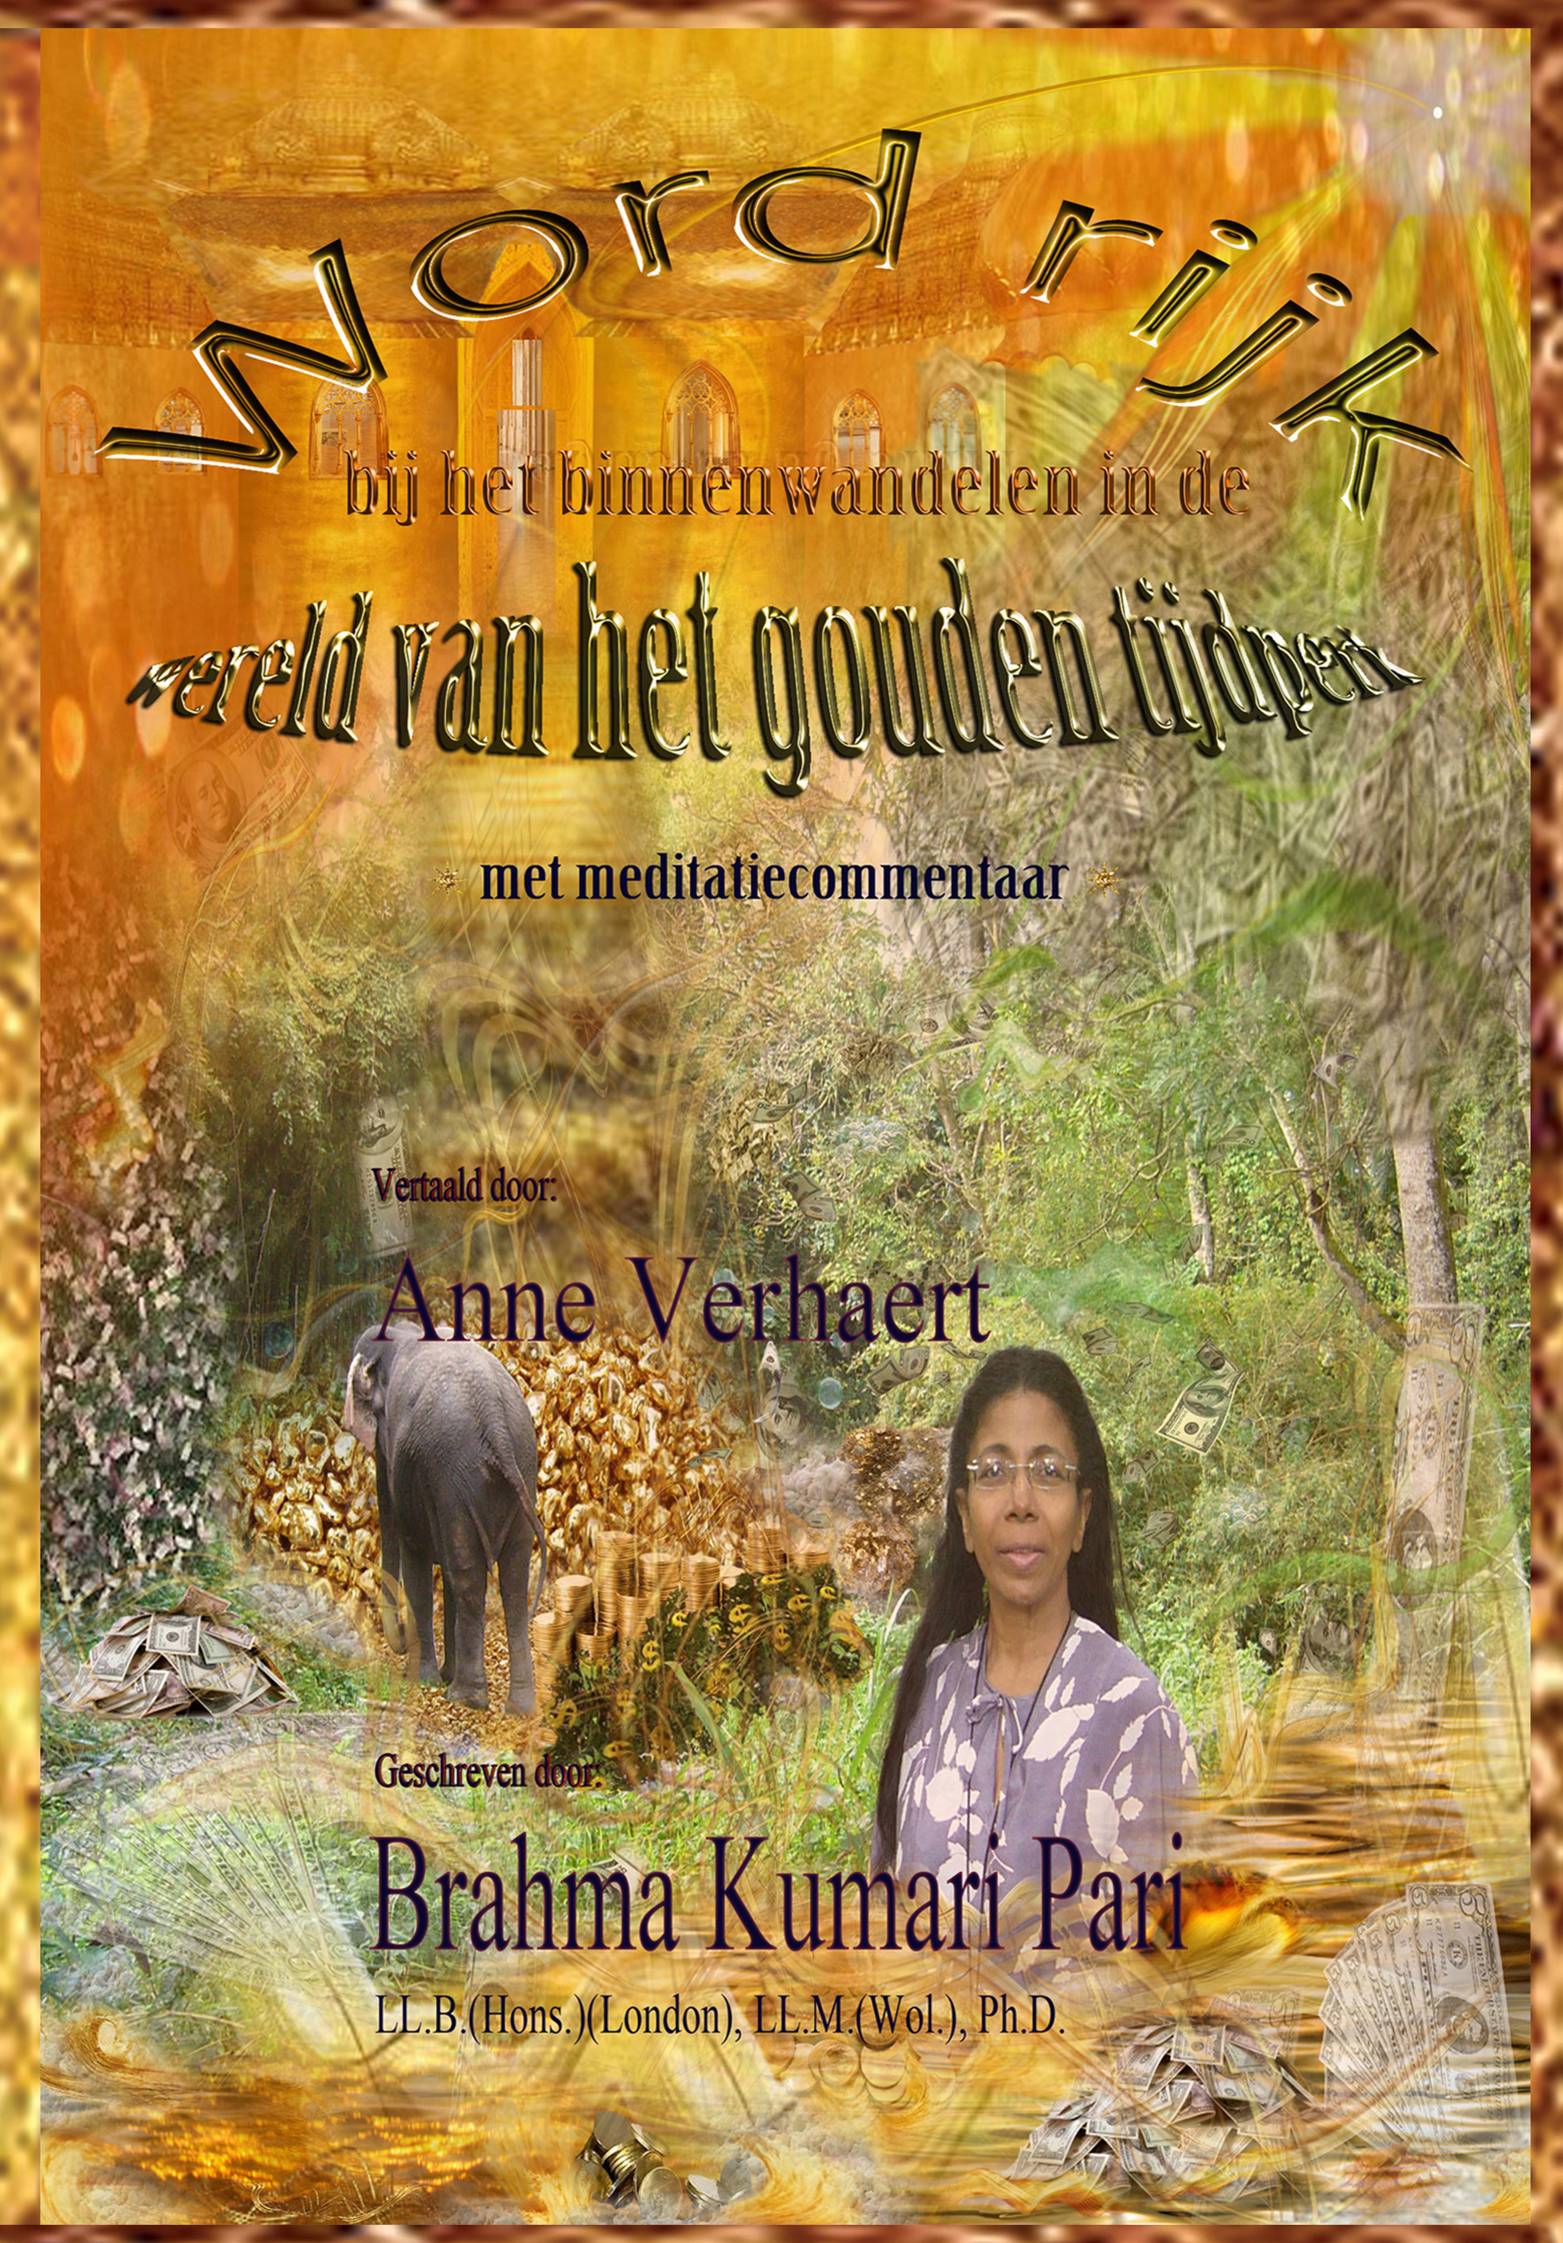 Word rijk
bij het binnenwandelen in de
wereld van het gouden tijdperk
met meditatiecommentaar
Vertaald door:
Anne Verhaert
Geschreven door:
Brahma Kumari Pari
LL.B.(Hons.)(London), LL.M.(Wol.), Ph.D.